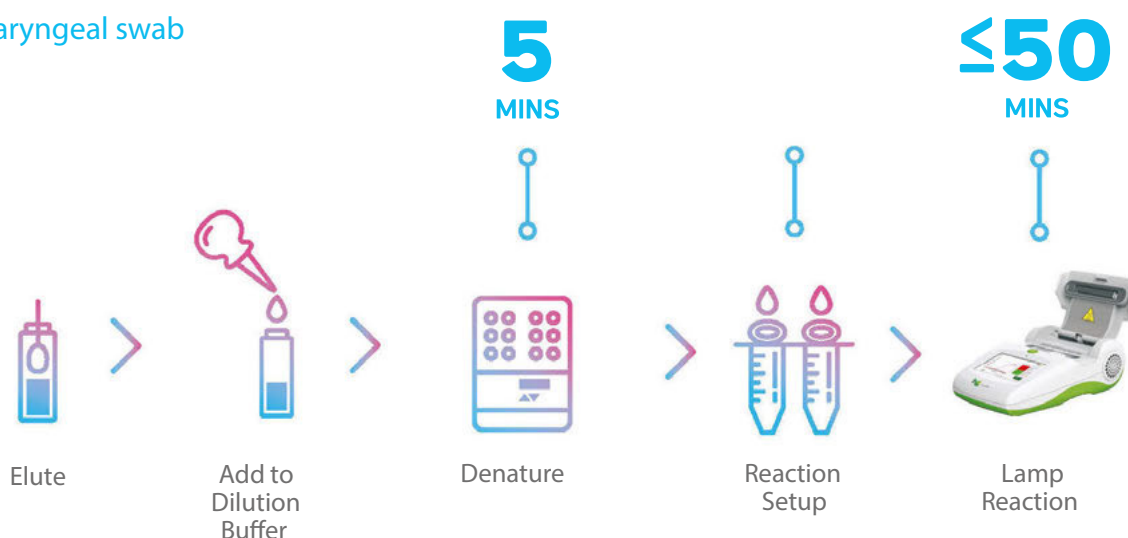 aryngeal swab
5
MINS
≤50
MINS
Elute
Add to
Dilution
Buffer
Denature
Reaction
Setup
Lamp
Reaction